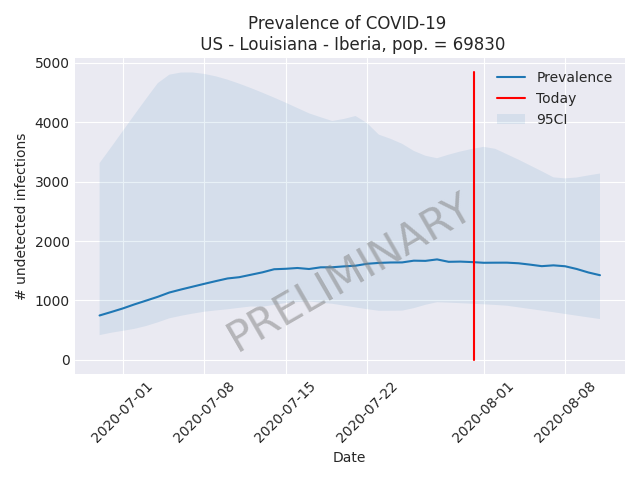 Prevalence of COVID-19
US - Louisiana - Iberia, pop. = 69830
Prevalence
Today
95CI
# undetected infections
5000
4000
3000
2000
1000
0
PRELIMINARY
2020-07-01
2020-07-08
2020-07-15
2020-07-22
2020-08-01
2020-08-08
Date